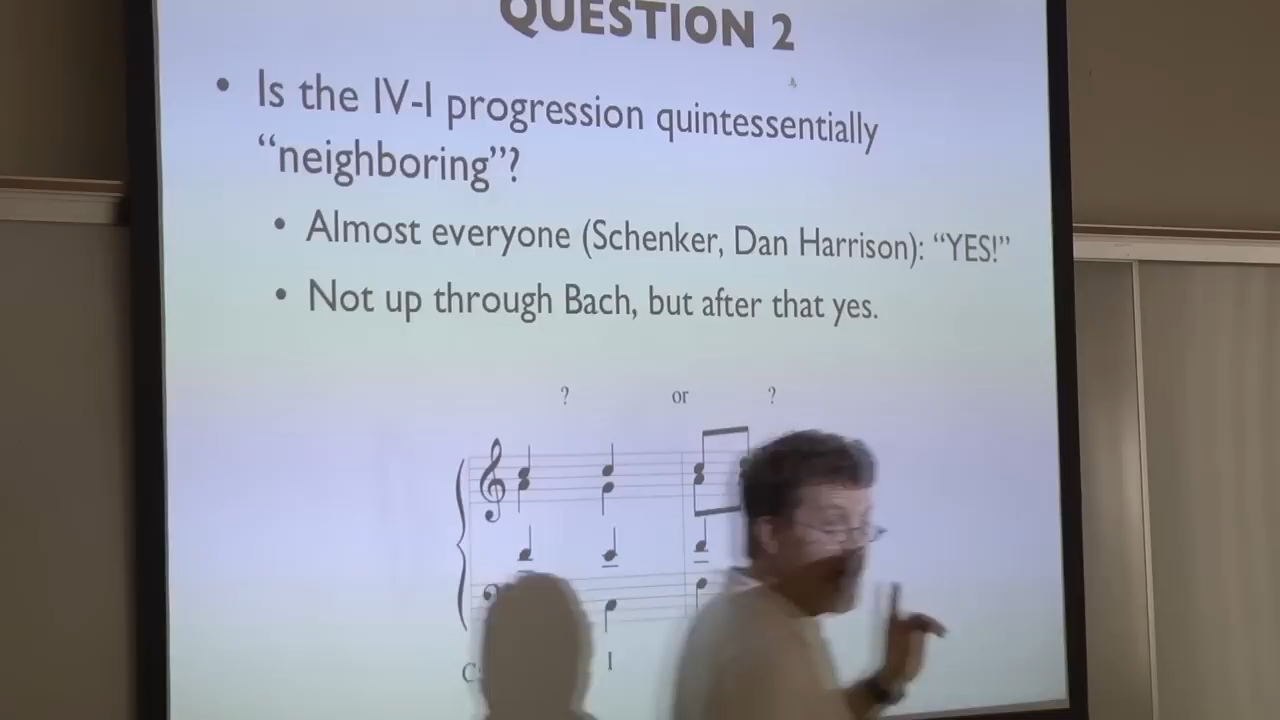 QUESTION 2
• Is the IV-I progression quintessentially
“neighboring”?
• Almost everyone (Schenker, Dan Harrison): “YES!”
• Not up through Bach, but after that yes.
? or ?
C I